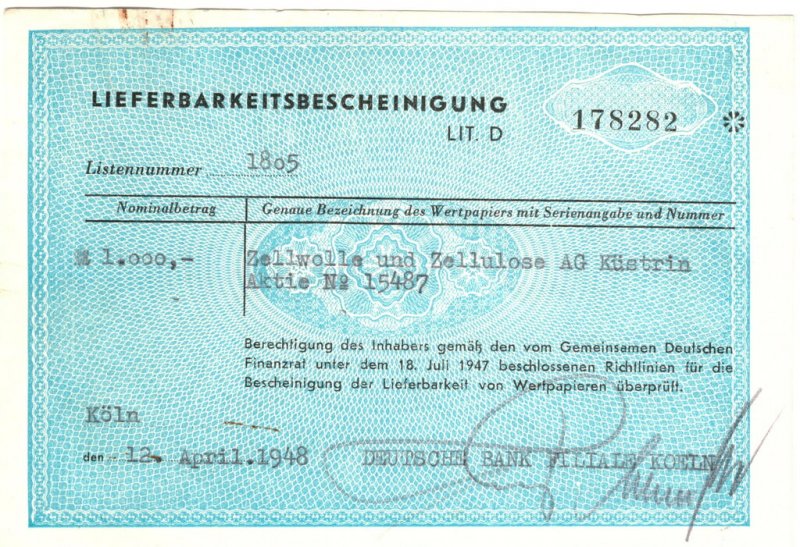 LIEFERBARKEITSBESCHEINIGUNG
LIT. D
178282
Listennummer 18o5
Nominalbetrag
Genaue Bezeichnung des Wertpapiers mit Serienangabe und Nummer
1.ooo,- Zellwolle und Zellulose AG Küstrin
Aktie № 15487
Berechtigung des Inhabers gemäß den vom Gemeinsamen Deutschen
Finanzrat unter dem 18. Juli 1947 beschlossenen Richtlinien für die
Bescheinigung der Lieferbarkeit von Wertpapieren überprüft.
Köln
den 12. April.1948 DEUTSCHE BANK FILIALE KOELN